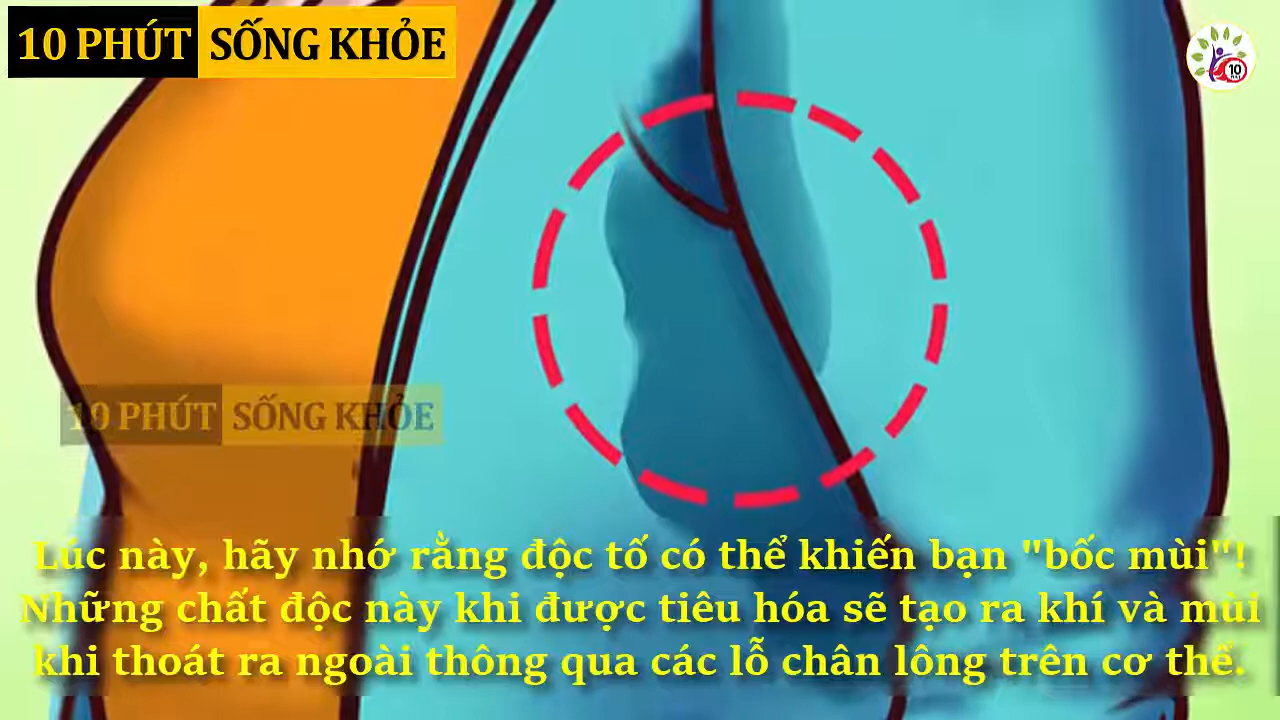 10 PHÚT SỐNG KHỎE
10
10 PHÚT SỐNG KHỎE
Lúc này, hãy nhớ rằng độc tố có thể khiến bạn "bốc mùi"!
Những chất độc này khi được tiêu hóa sẽ tạo ra khí và mùi
khi thoát ra ngoài thông qua các lỗ chân lông trên cơ thể.